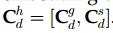 C_d^h = [C_d^g, C_d^s].